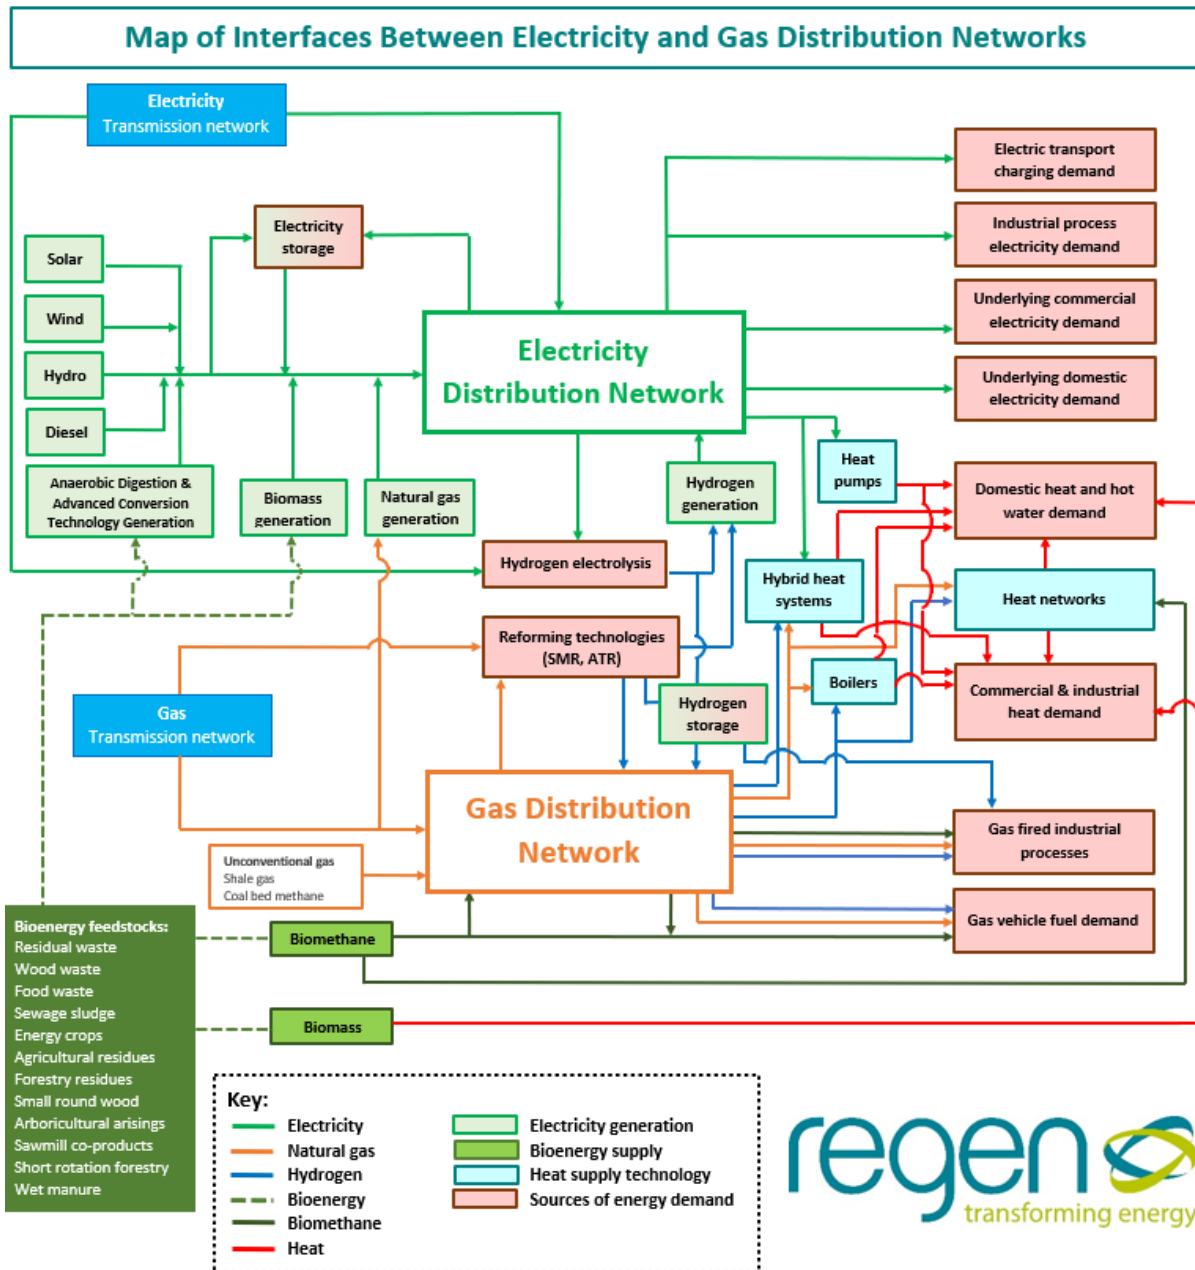 Map of Interfaces Between Electricity and Gas Distribution Networks
Electricity
Transmission network
Electric transport
charging demand
Electricity
storage
Industrial process
electricity demand
Solar
Wind
Hydro
Diesel
Underlying commercial
electricity demand
Electricity
Distribution Network
Underlying domestic
electricity demand
Anaerobic Digestion &
Advanced Conversion
Technology Generation
Biomass
generation
Natural gas
generation
Hydrogen
generation
Heat
pumps
Domestic heat and hot
water demand
Hydrogen electrolysis
Hybrid heat
systems
Heat networks
Reforming technologies
(SMR, ATR)
Boilers
Commercial & industrial
heat demand
Gas
Transmission network
Hydrogen
storage
Gas Distribution
Network
Gas fired industrial
processes
Unconventional gas
Shale gas
Coal bed methane
Gas vehicle fuel demand
Bioenergy feedstocks:
Residual waste
Wood waste
Food waste
Sewage sludge
Energy crops
Agricultural residues
Forestry residues
Small round wood
Arboricultural arisings
Sawmill co-products
Short rotation forestry
Wet manure
Biomethane
Biomass
Key:
Electricity
Natural gas
Hydrogen
Bioenergy
Biomethane
Heat
Electricity generation
Bioenergy supply
Heat supply technology
Sources of energy demand
regen
transforming energy